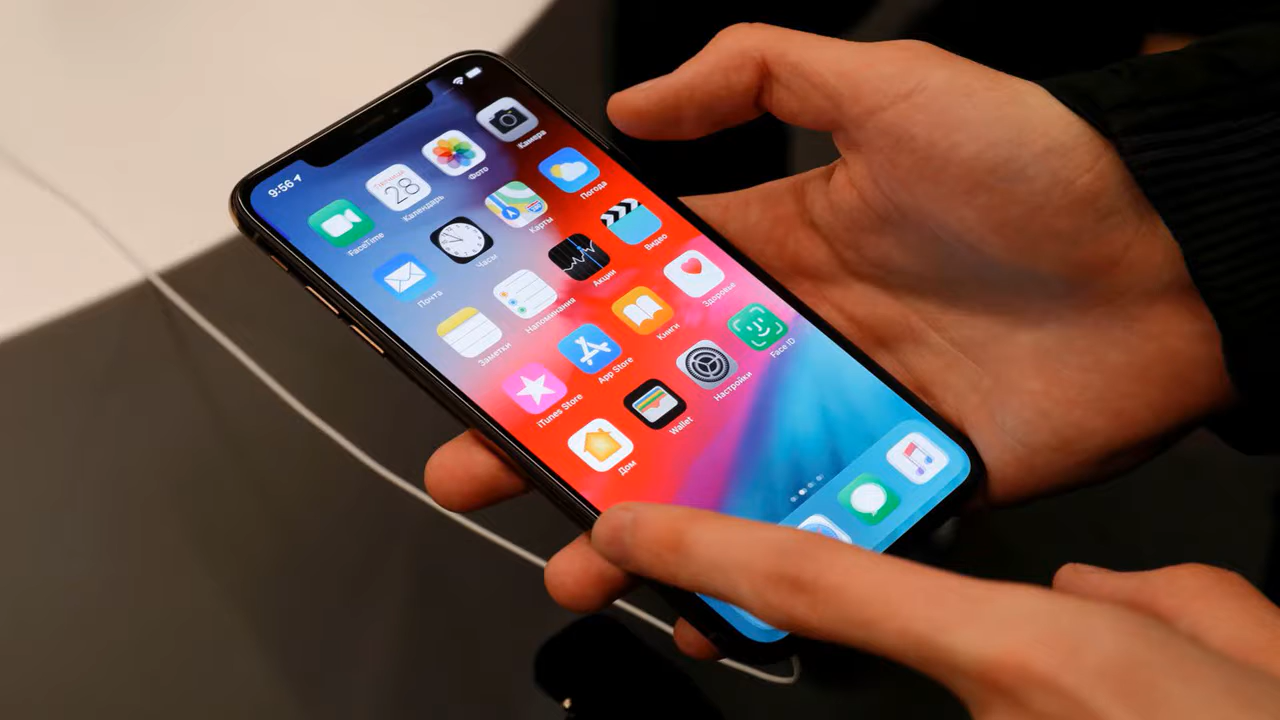 9:56
FaceTime
28
Календарь
Фото
Камера
Почта
Часы
Карты
Погода
Заметки
Напоминания
Акции
Видео
iTunes Store
App Store
Книги
Здоровье
Дом
Wallet
Настройки
Face ID